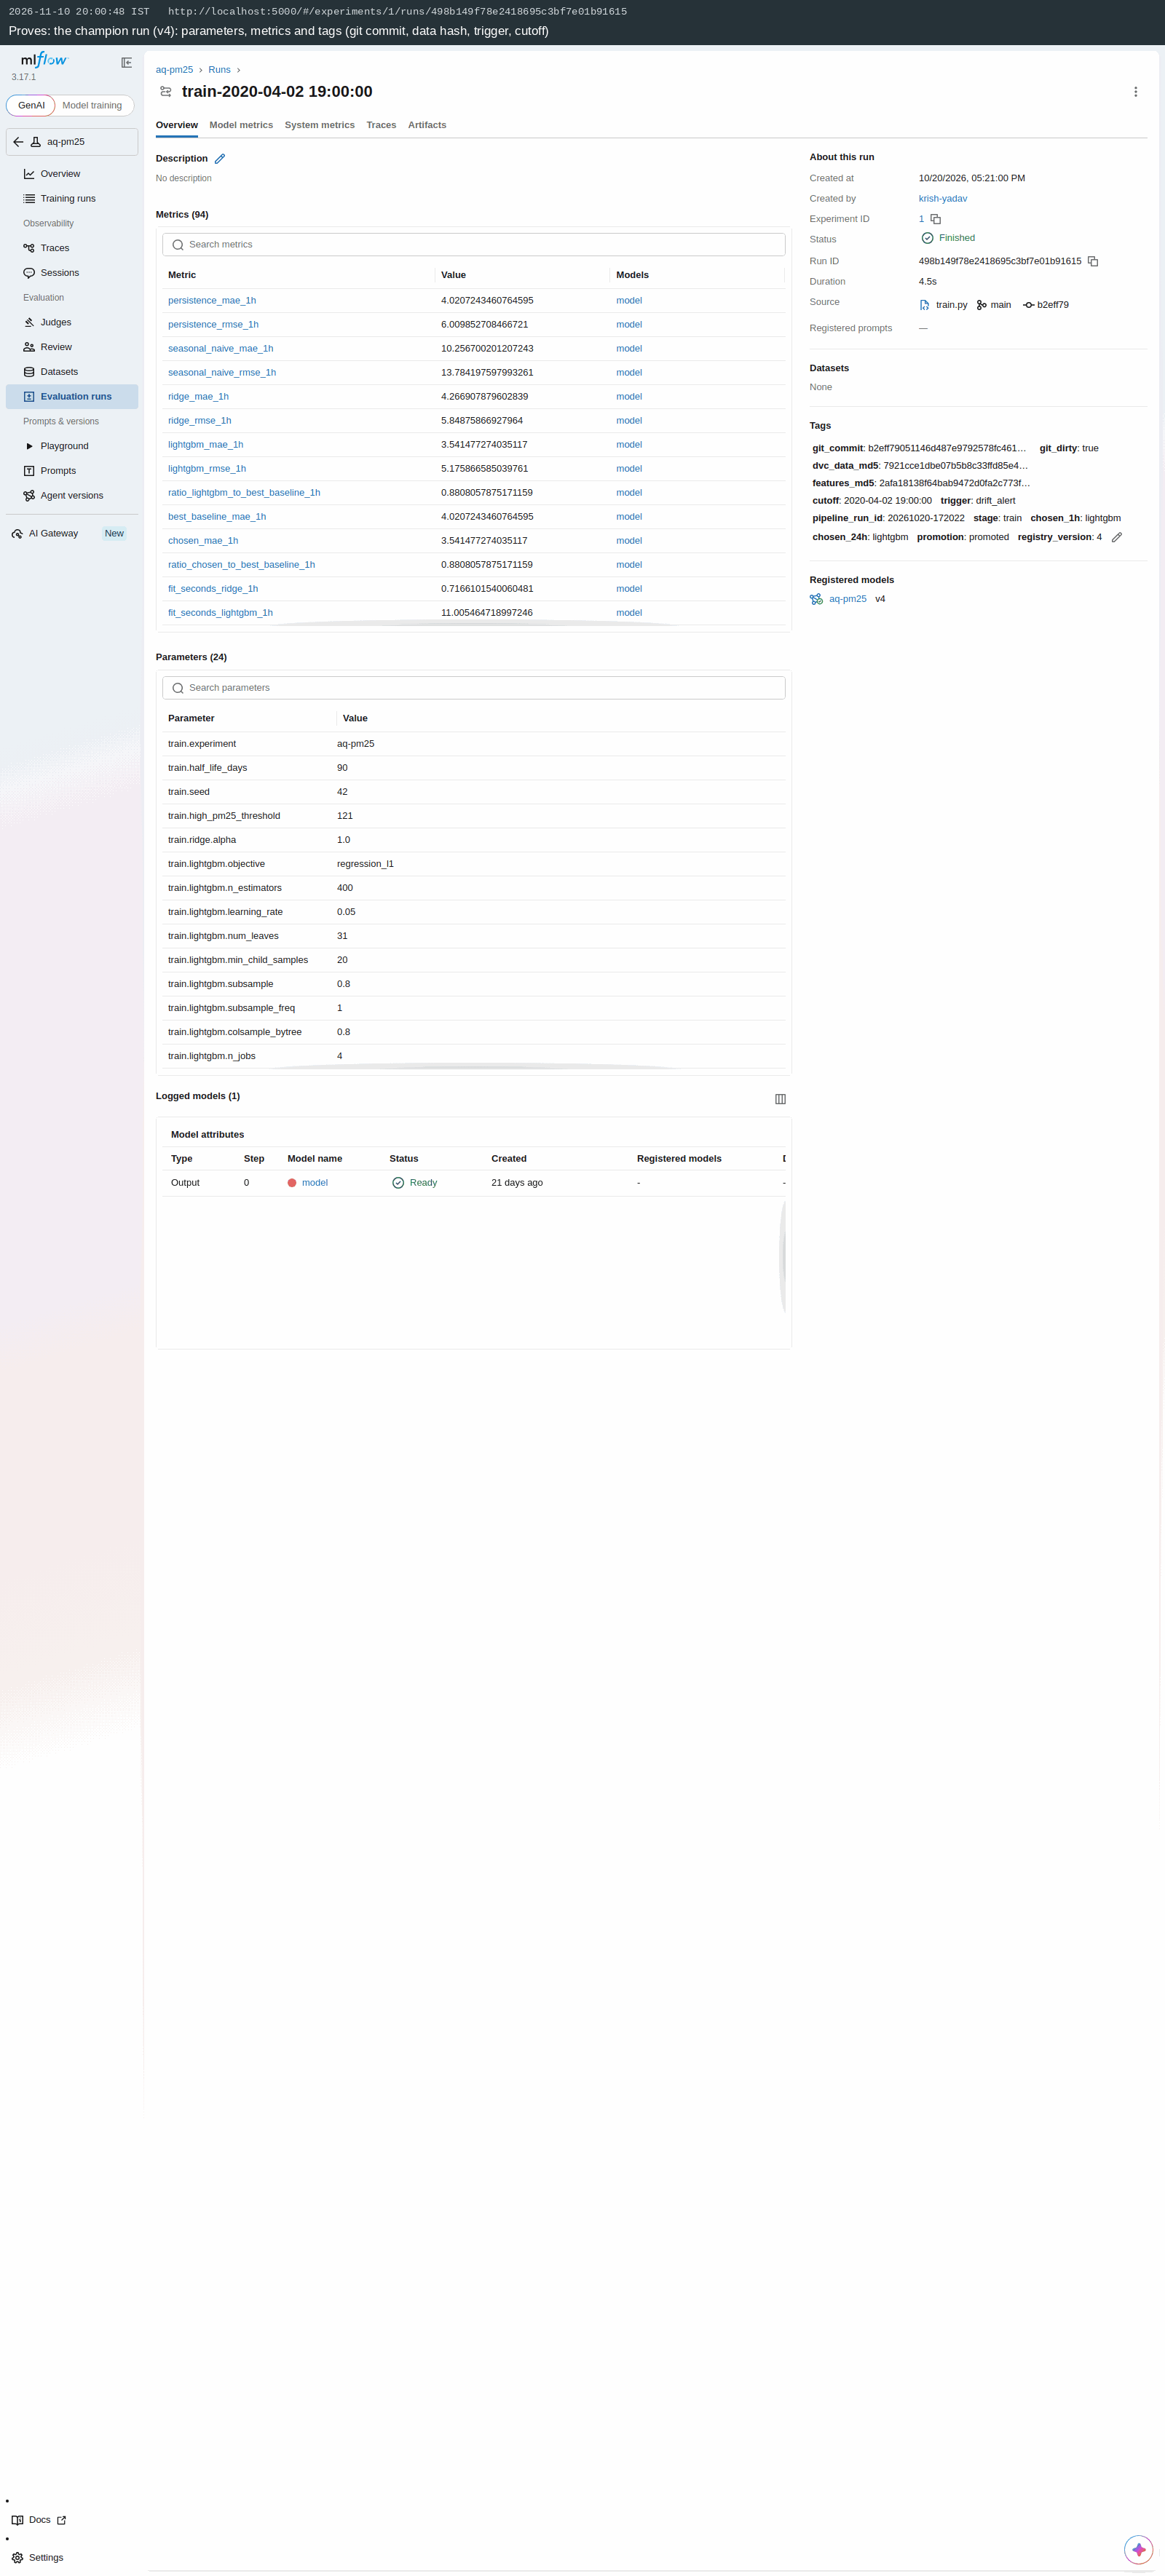 2026-11-10 20:00:48 IST http://localhost:5000/#/experiments/1/runs/498b149f78e2418695c3bf7e01b91615
Proves: the champion run (v4): parameters, metrics and tags (git commit, data hash, trigger, cutoff)
mlflow
3.17.1
GenAI Model training
aq-pm25
Overview
Training runs
Observability
Traces
Sessions
Evaluation
Judges
Review
Datasets
Evaluation runs
Prompts & versions
Playground
Prompts
Agent versions
AI Gateway New
aq-pm25 › Runs ›
train-2020-04-02 19:00:00
Overview Model metrics System metrics Traces Artifacts
Description
No description
Metrics (94)
Search metrics
Metric Value Models
persistence_mae_1h 4.0207243460764595 model
persistence_rmse_1h 6.009852708466721 model
seasonal_naive_mae_1h 10.256700201207243 model
seasonal_naive_rmse_1h 13.784197597993261 model
ridge_mae_1h 4.266907879602839 model
ridge_rmse_1h 5.84875866927964 model
lightgbm_mae_1h 3.541477274035117 model
lightgbm_rmse_1h 5.175866585039761 model
ratio_lightgbm_to_best_baseline_1h 0.8808057875171159 model
best_baseline_mae_1h 4.0207243460764595 model
chosen_mae_1h 3.541477274035117 model
ratio_chosen_to_best_baseline_1h 0.8808057875171159 model
fit_seconds_ridge_1h 0.7166101540060481 model
fit_seconds_lightgbm_1h 11.005464718997246 model
Parameters (24)
Search parameters
Parameter Value
train.experiment aq-pm25
train.half_life_days 90
train.seed 42
train.high_pm25_threshold 121
train.ridge.alpha 1.0
train.lightgbm.objective regression_l1
train.lightgbm.n_estimators 400
train.lightgbm.learning_rate 0.05
train.lightgbm.num_leaves 31
train.lightgbm.min_child_samples 20
train.lightgbm.subsample 0.8
train.lightgbm.subsample_freq 1
train.lightgbm.colsample_bytree 0.8
train.lightgbm.n_jobs 4
Logged models (1)
Model attributes
Type Step Model name Status Created Registered models
Output 0 model Ready 21 days ago - -
About this run
Created at 10/20/2026, 05:21:00 PM
Created by krish-yadav
Experiment ID 1
Status Finished
Run ID 498b149f78e2418695c3bf7e01b91615
Duration 4.5s
Source train.py main b2eff79
Registered prompts —
Datasets
None
Tags
git_commit: b2eff79051146d487e9792578fc461… git_dirty: true
dvc_data_md5: 7921cce1dbe07b5b8c33ffd85e4…
features_md5: 2afa18138f64bab9472d0fa2c773f…
cutoff: 2020-04-02 19:00:00 trigger: drift_alert
pipeline_run_id: 20261020-172022 stage: train chosen_1h: lightgbm
chosen_24h: lightgbm promotion: promoted registry_version: 4
Registered models
aq-pm25 v4
Docs
Settings